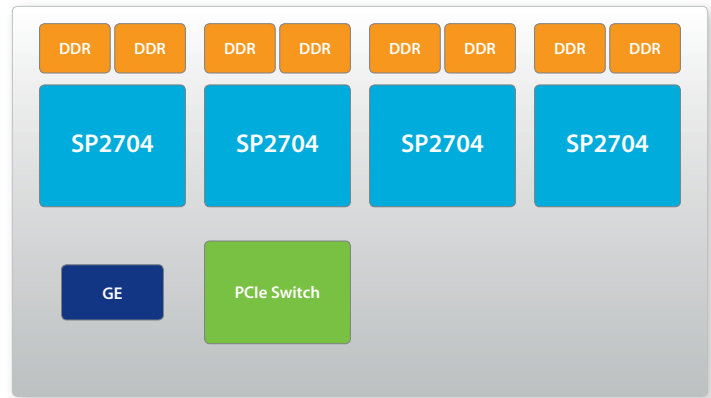 DDR DDR DDR DDR DDR DDR DDR DDR
SP2704 SP2704 SP2704 SP2704
GE PCIe Switch